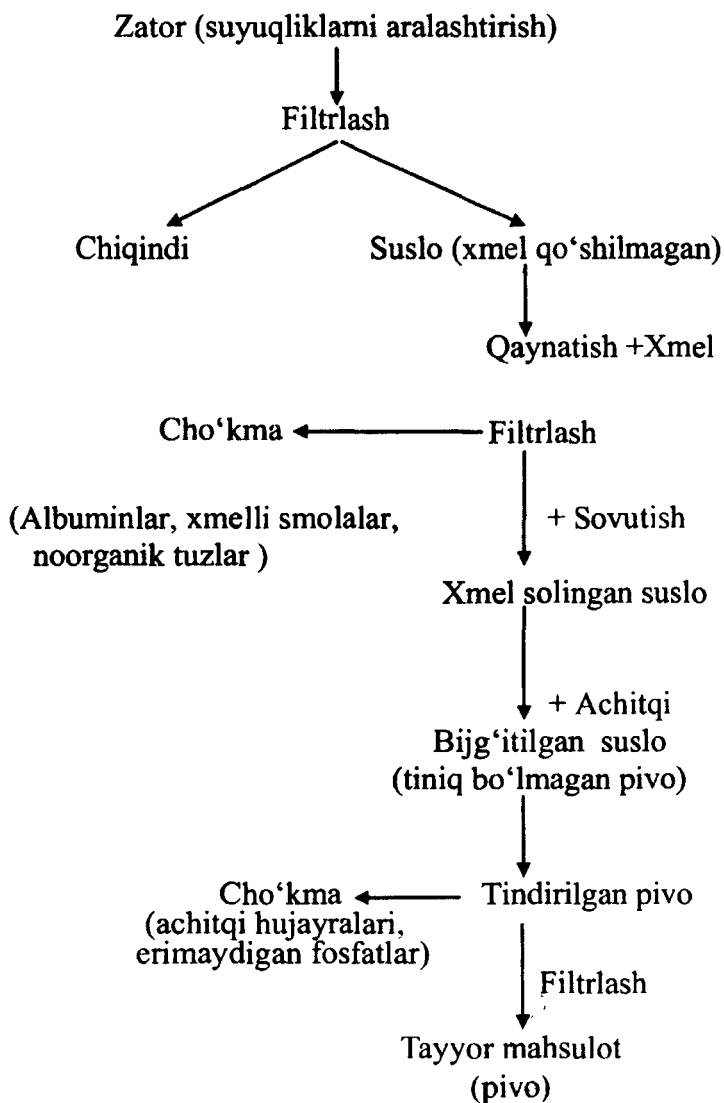 Zator (suyuqliklarni aralashtirish)
Filtrlash
Chiqindi
Suslo (xmel qo‘shilmagan)
Qaynatish +Xmel
Cho‘kma
Filtrlash
(Albuminlar, xmelli smolalar,
noorganik tuzlar )
+ Sovutish
Xmel solingan suslo
+ Achitqi
Bijg‘itilgan suslo
(tiniq bo‘lmagan pivo)
Cho‘kma
Tindirilgan pivo
(achitqi hujayralari,
erimaydigan fosfatlar)
Filtrlash
Tayyor mahsulot
(pivo)